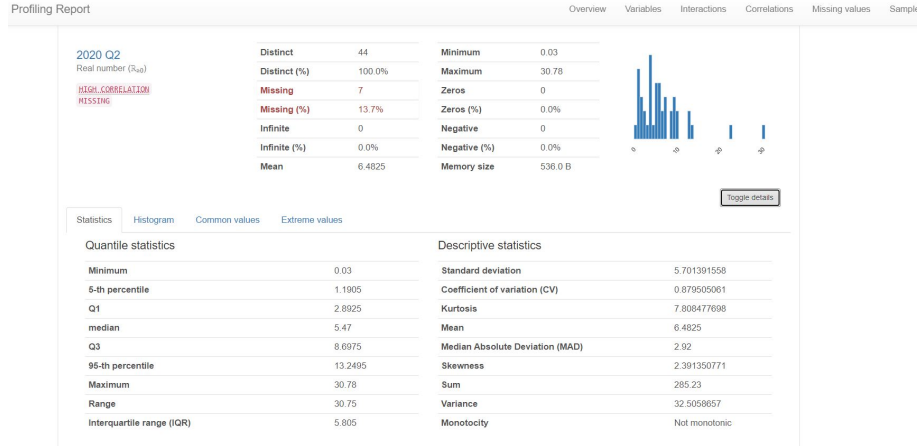 Profiling Report Overview Variables Interactions Correlations Missing values Sample
2020 Q2
Real number (ℝ≥0)
HIGH CORRELATION
MISSING
Distinct 44
Distinct (%) 100.0%
Missing 7
Missing (%) 13.7%
Infinite 0
Infinite (%) 0.0%
Mean 6.4825
Minimum 0.03
Maximum 30.78
Zeros 0
Zeros (%) 0.0%
Negative 0
Negative (%) 0.0%
Memory size 536.0 B
0 10 20 30
Toggle details
Statistics Histogram Common values Extreme values
Quantile statistics
Minimum 0.03
5-th percentile 1.1905
Q1 2.8925
median 5.47
Q3 8.6975
95-th percentile 13.2495
Maximum 30.78
Range 30.75
Interquartile range (IQR) 5.805
Descriptive statistics
Standard deviation 5.701391558
Coefficient of variation (CV) 0.879505061
Kurtosis 7.808477698
Mean 6.4825
Median Absolute Deviation (MAD) 2.92
Skewness 2.391350771
Sum 285.23
Variance 32.5058657
Monotocity Not monotonic